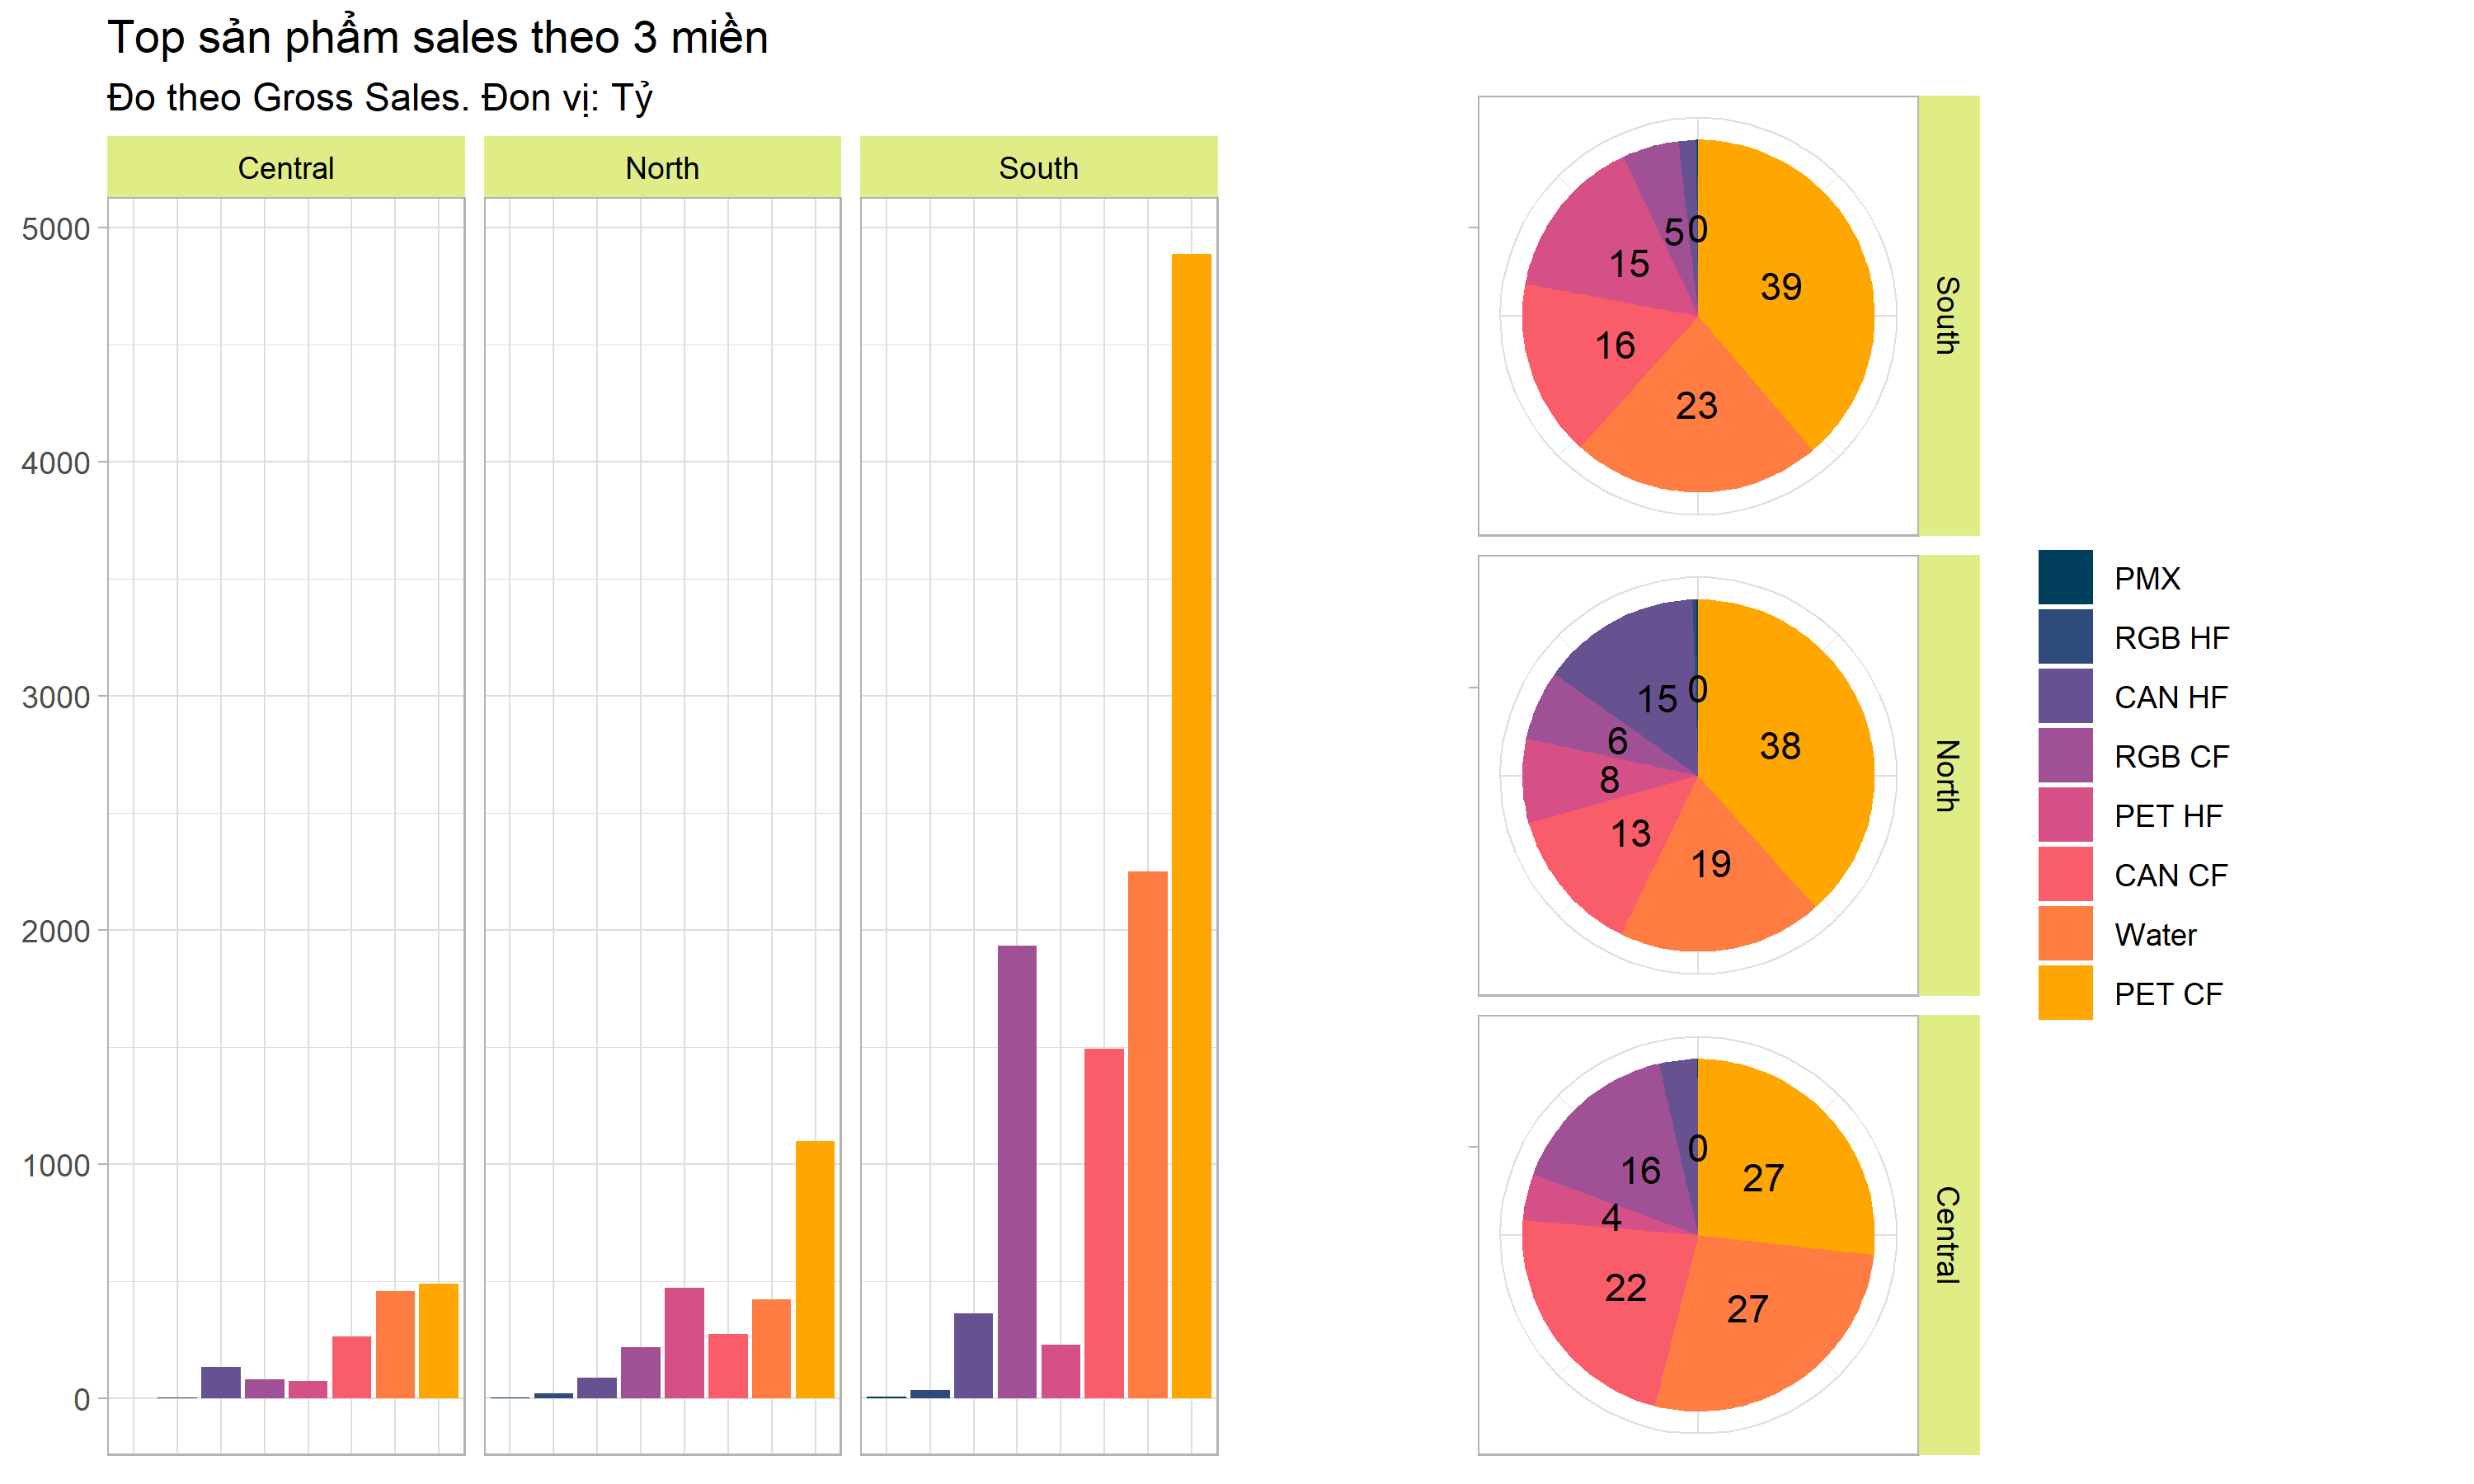 Top sản phẩm sales theo 3 miền
Đo theo Gross Sales. Đơn vị: Tỷ
Central
North
South
5000
4000
3000
2000
1000
0
39
23
16
15
5
0
South
38
19
13
8
6
15
0
North
27
27
22
4
16
0
Central
PMX
RGB HF
CAN HF
RGB CF
PET HF
CAN CF
Water
PET CF